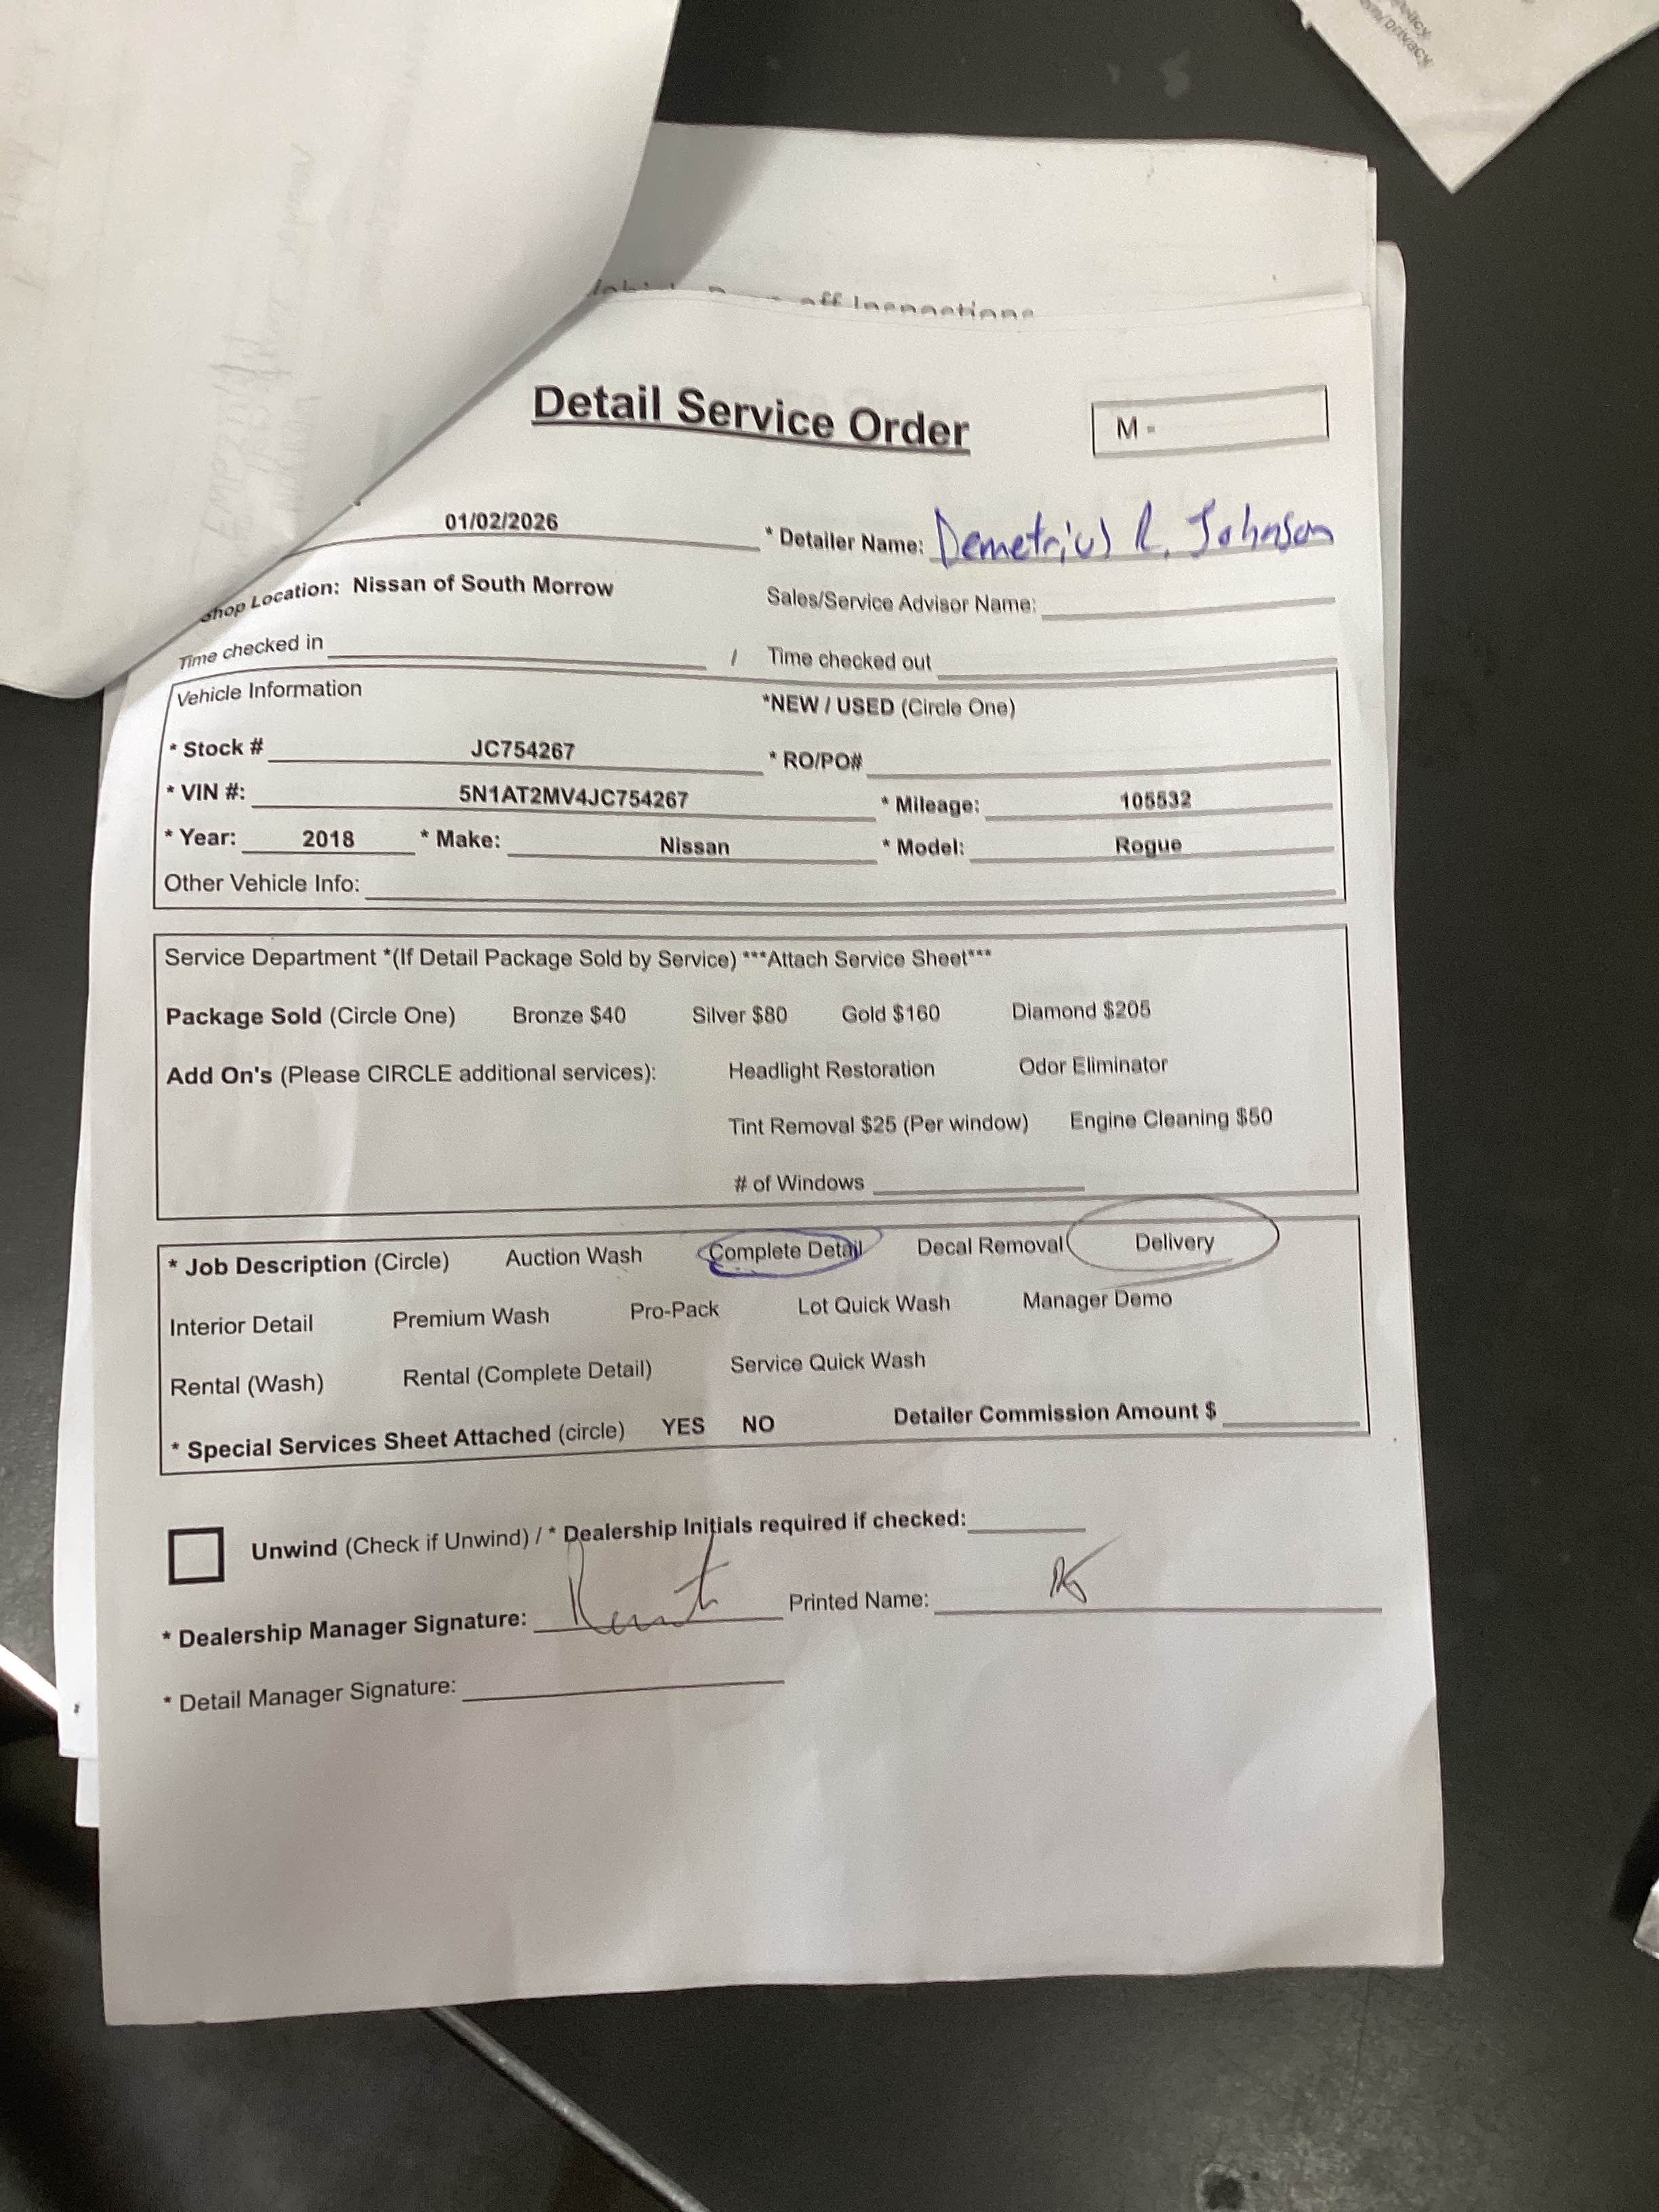 policy
m/privacy
off Inspections
Detail Service Order
M -
01/02/2026 * Detailer Name: Demetrius R. Johnson
Shop Location: Nissan of South Morrow Sales/Service Advisor Name:
Time checked in / Time checked out
Vehicle Information *NEW / USED (Circle One)
* Stock # JC754267 * RO/PO#
* VIN #: 5N1AT2MV4JC754267 * Mileage: 105532
* Year: 2018 * Make: Nissan * Model: Rogue
Other Vehicle Info:
Service Department *(If Detail Package Sold by Service) ***Attach Service Sheet***
Package Sold (Circle One) Bronze $40 Silver $80 Gold $160 Diamond $205
Add On's (Please CIRCLE additional services): Headlight Restoration Odor Eliminator
Tint Removal $25 (Per window) Engine Cleaning $50
# of Windows
* Job Description (Circle) Auction Wash Complete Detail Decal Removal Delivery
Interior Detail Premium Wash Pro-Pack Lot Quick Wash Manager Demo
Rental (Wash) Rental (Complete Detail) Service Quick Wash
* Special Services Sheet Attached (circle) YES NO Detailer Commission Amount $
Unwind (Check if Unwind) / * Dealership Initials required if checked:
* Dealership Manager Signature: Printed Name:
* Detail Manager Signature: